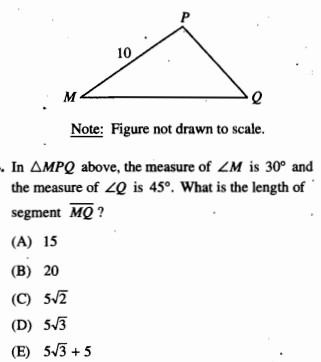 P
10
M
Q
Note: Figure not drawn to scale.
. In △MPQ above, the measure of ∠M is 30° and
the measure of ∠Q is 45°. What is the length of
segment MQ ?
(A) 15
(B) 20
(C) 5√2
(D) 5√3
(E) 5√3 + 5